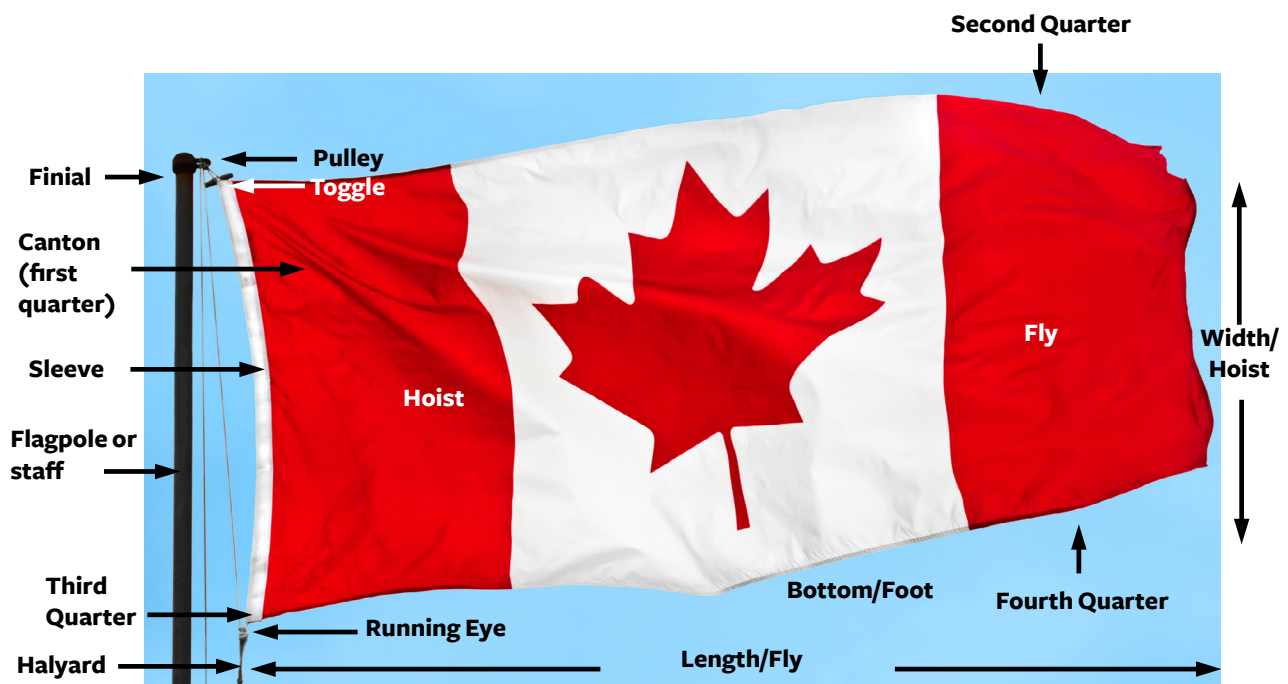 Second Quarter
Pulley
Finial
Toggle
Canton
(first
quarter)
Fly
Width/
Hoist
Sleeve
Hoist
Flagpole or
staff
Third
Quarter
Bottom/Foot
Fourth Quarter
Running Eye
Halyard
Length/Fly